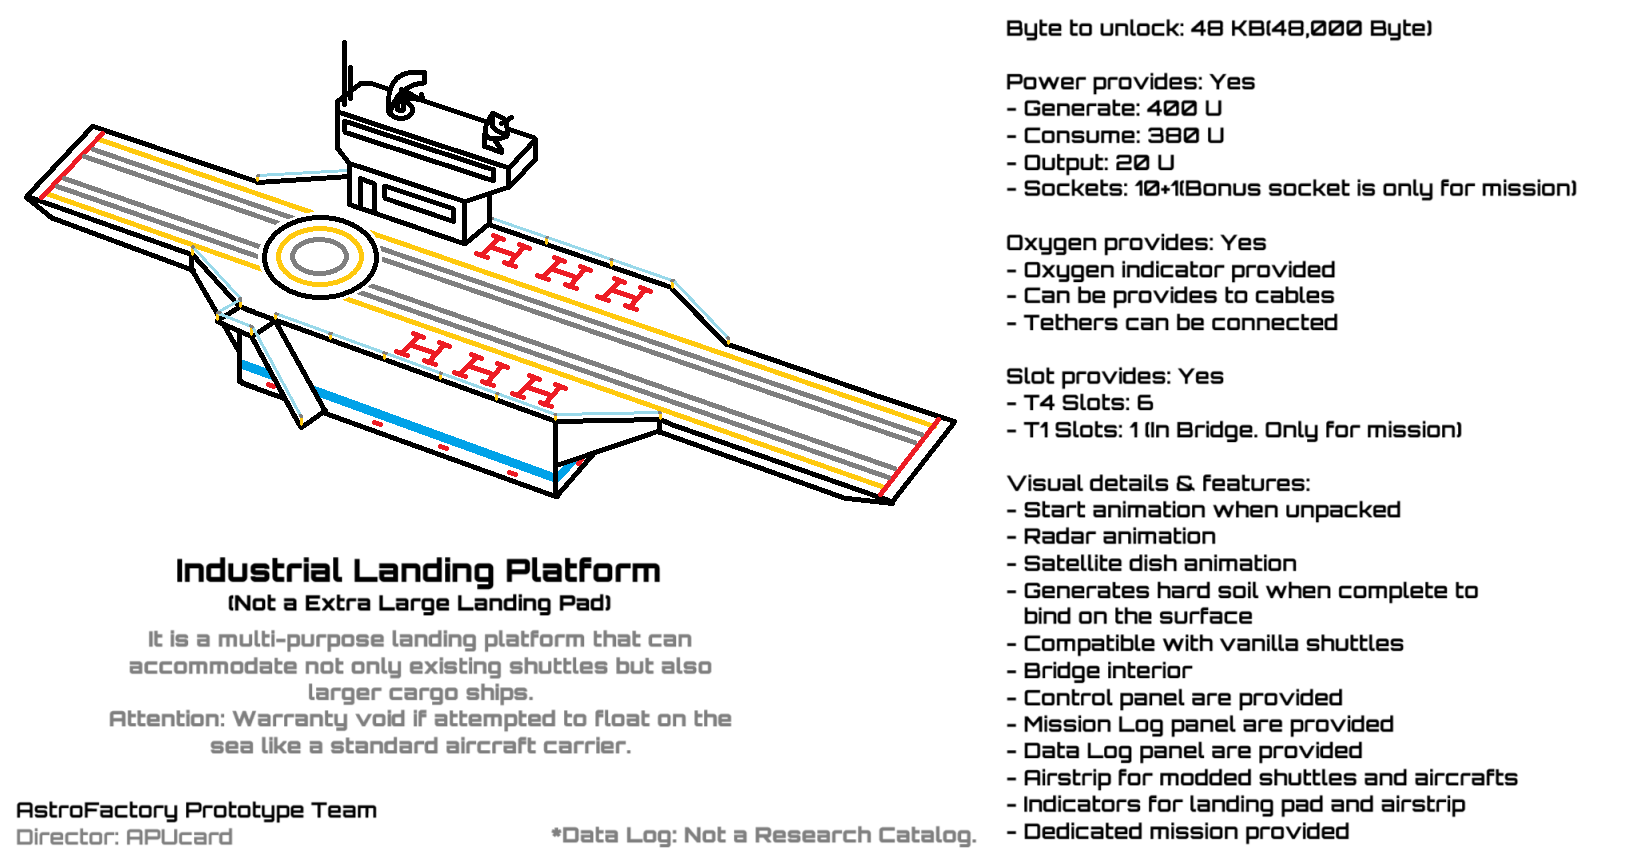 H H H
H H H
Industrial Landing Platform
(Not a Extra Large Landing Pad)
It is a multi-purpose landing platform that can
accommodate not only existing shuttles but also
larger cargo ships.
Attention: Warranty void if attempted to float on the
sea like a standard aircraft carrier.
AstroFactory Prototype Team
Director: APUcard
*Data Log: Not a Research Catalog.
Byte to unlock: 48 KB(48,000 Byte)
Power provides: Yes
- Generate: 400 U
- Consume: 380 U
- Output: 20 U
- Sockets: 10+1(Bonus socket is only for mission)
Oxygen provides: Yes
- Oxygen indicator provided
- Can be provides to cables
- Tethers can be connected
Slot provides: Yes
- T4 Slots: 6
- T1 Slots: 1 (In Bridge. Only for mission)
Visual details & features:
- Start animation when unpacked
- Radar animation
- Satellite dish animation
- Generates hard soil when complete to
bind on the surface
- Compatible with vanilla shuttles
- Bridge interior
- Control panel are provided
- Mission Log panel are provided
- Data Log panel are provided
- Airstrip for modded shuttles and aircrafts
- Indicators for landing pad and airstrip
- Dedicated mission provided